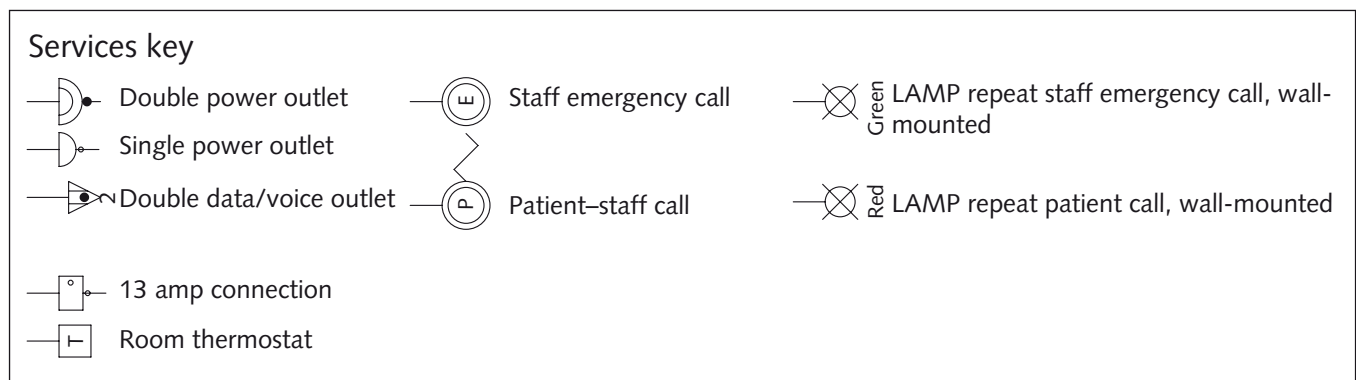 Services key
Double power outlet
Single power outlet
2 Double data/voice outlet
13 amp connection
T Room thermostat
E Staff emergency call
P Patient–staff call
Green LAMP repeat staff emergency call, wall-
mounted
Red LAMP repeat patient call, wall-mounted